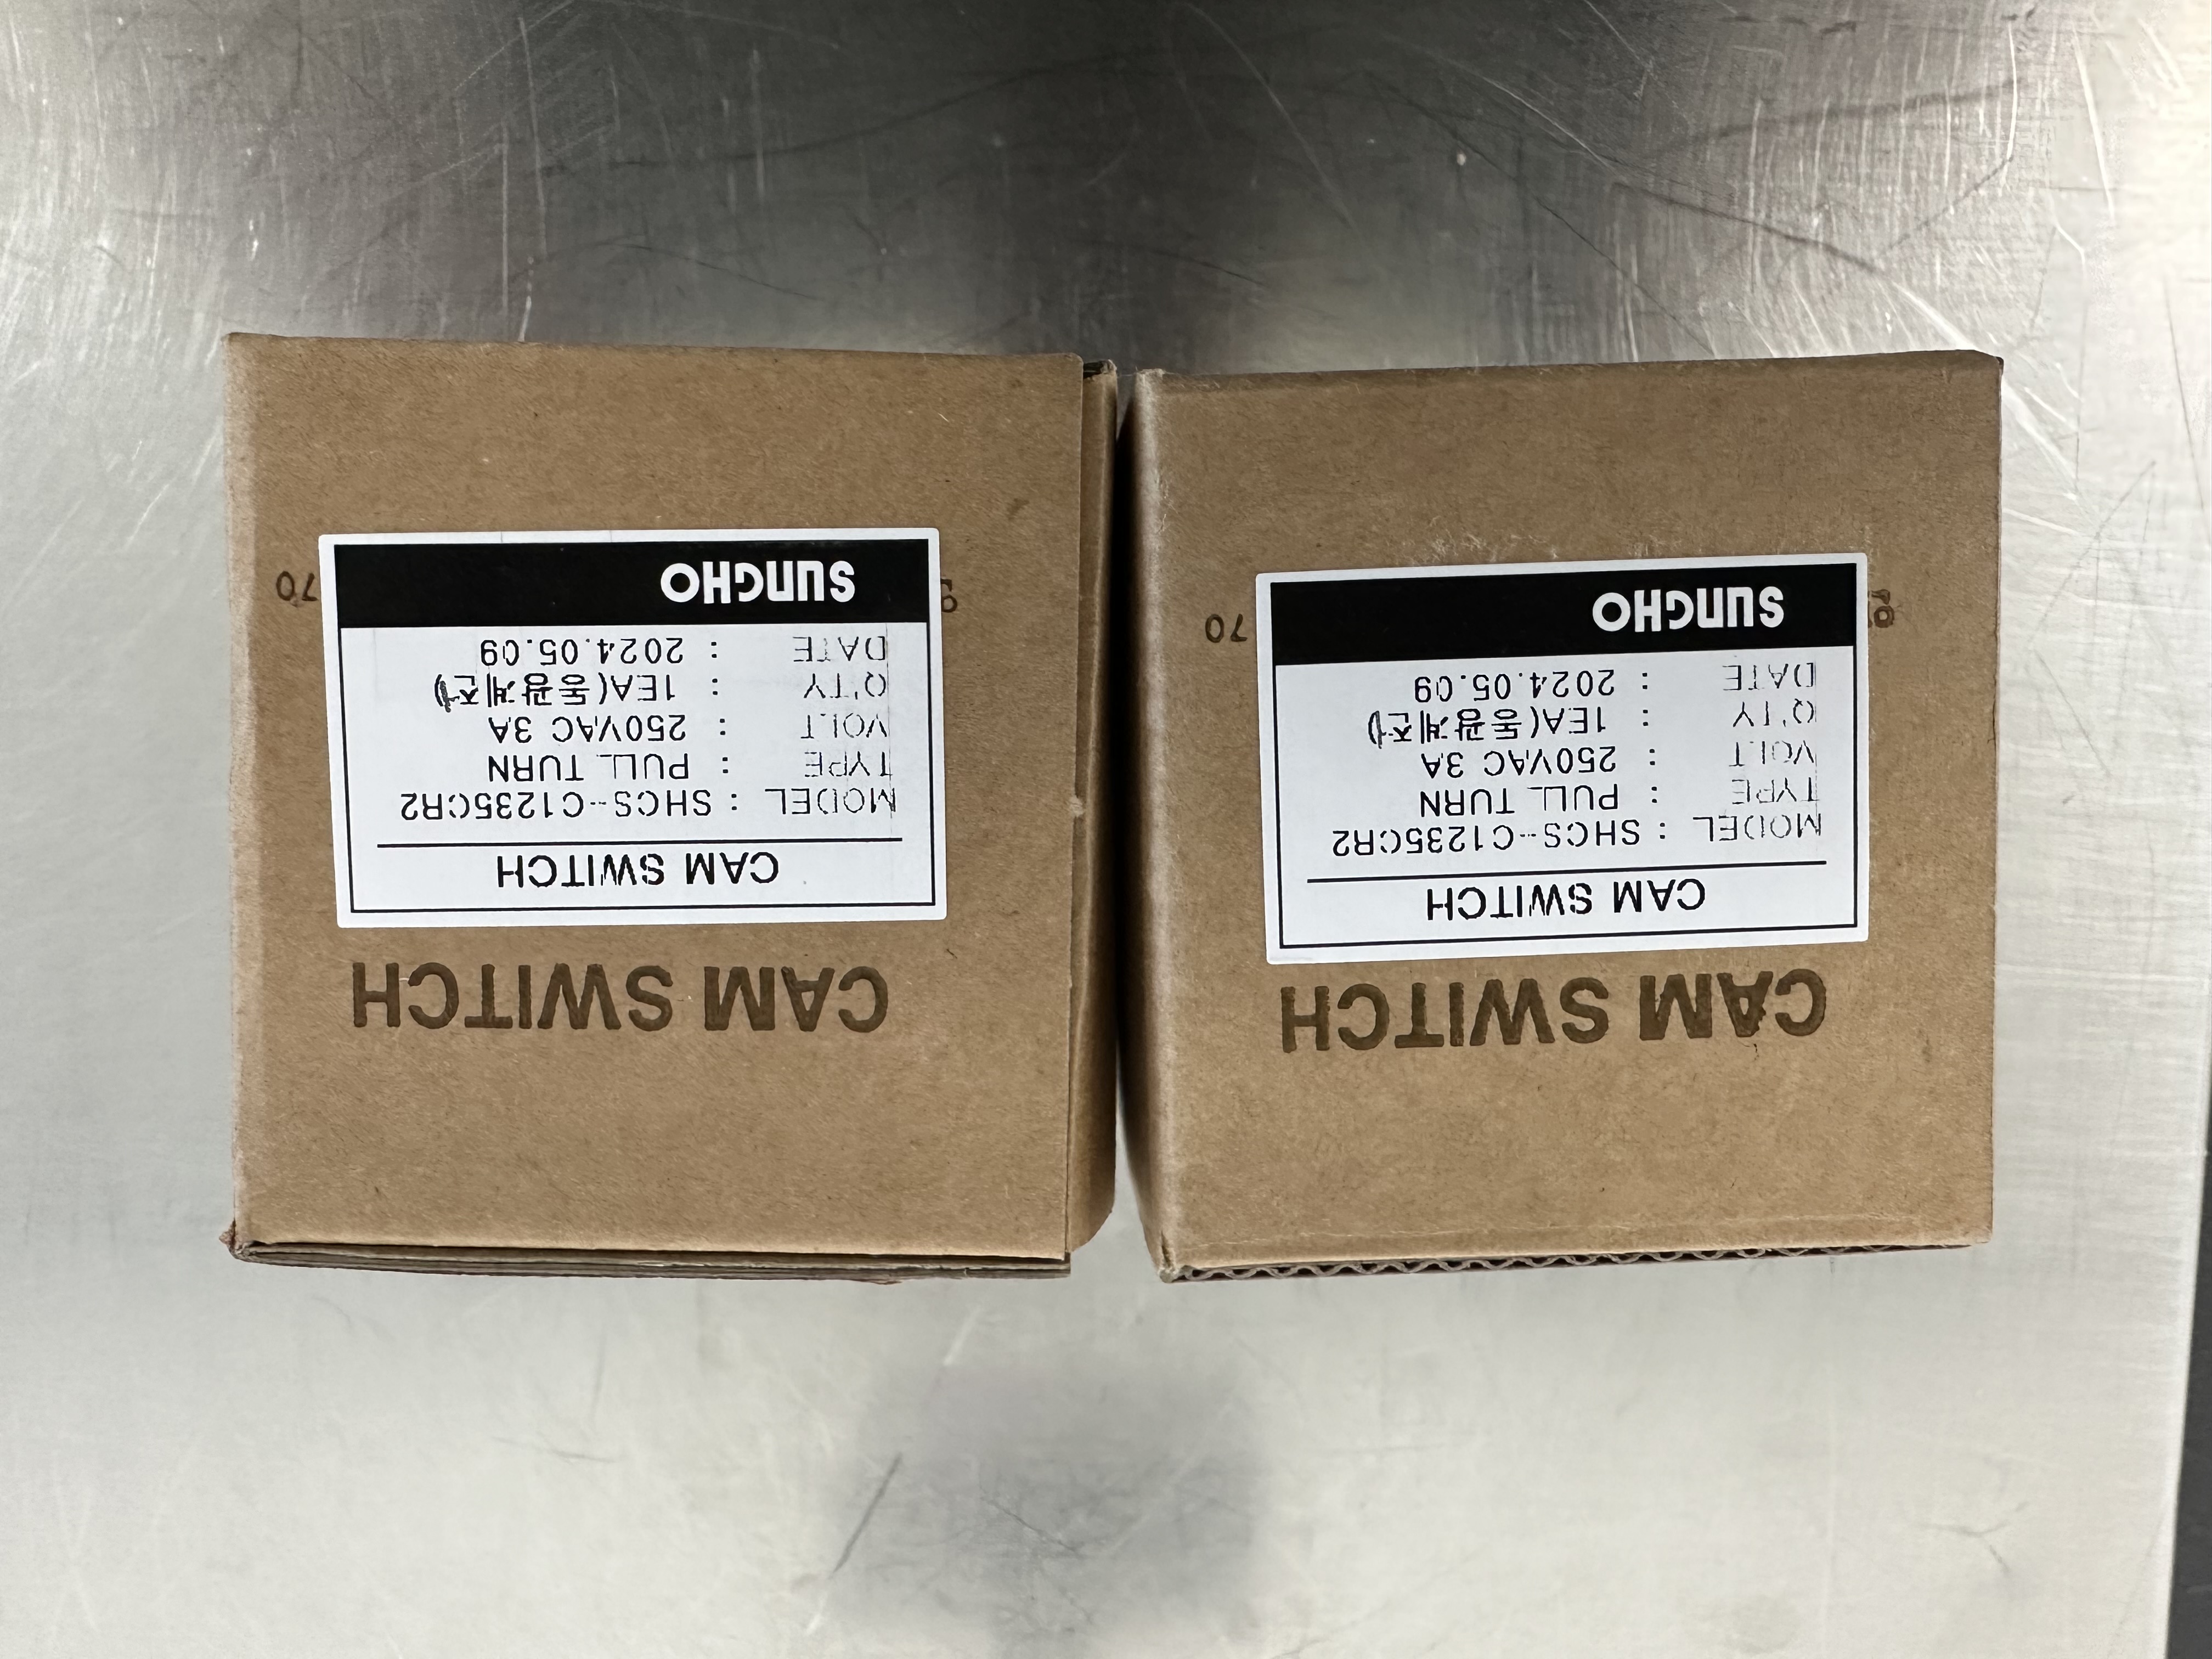 CAM SWITCH
CAM SWITCH
MODEL : SHCS-C1235CR2
TYPE : PULL TURN
VOLT : 250VAC 3A
Q'TY : 1EA(동광계전)
DATE : 2024.05.09
SUNGHO
70
CAM SWITCH
CAM SWITCH
MODEL : SHCS-C1235CR2
TYPE : PULL TURN
VOLT : 250VAC 3A
Q'TY : 1EA(동광계전)
DATE : 2024.05.09
SUNGHO
70